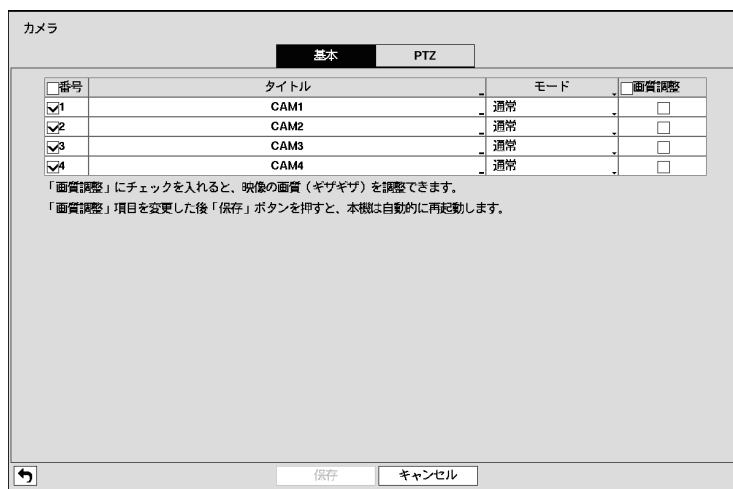 カメラ
基本 PTZ
番号 タイトル モード 画質調整
1 CAM1 通常
2 CAM2 通常
3 CAM3 通常
4 CAM4 通常
「画質調整」にチェックを入れると、映像の画質（ギザギザ）を調整できます。
「画質調整」項目を変更した後「保存」ボタンを押すと、本機は自動的に再起動します。
保存 キャンセル